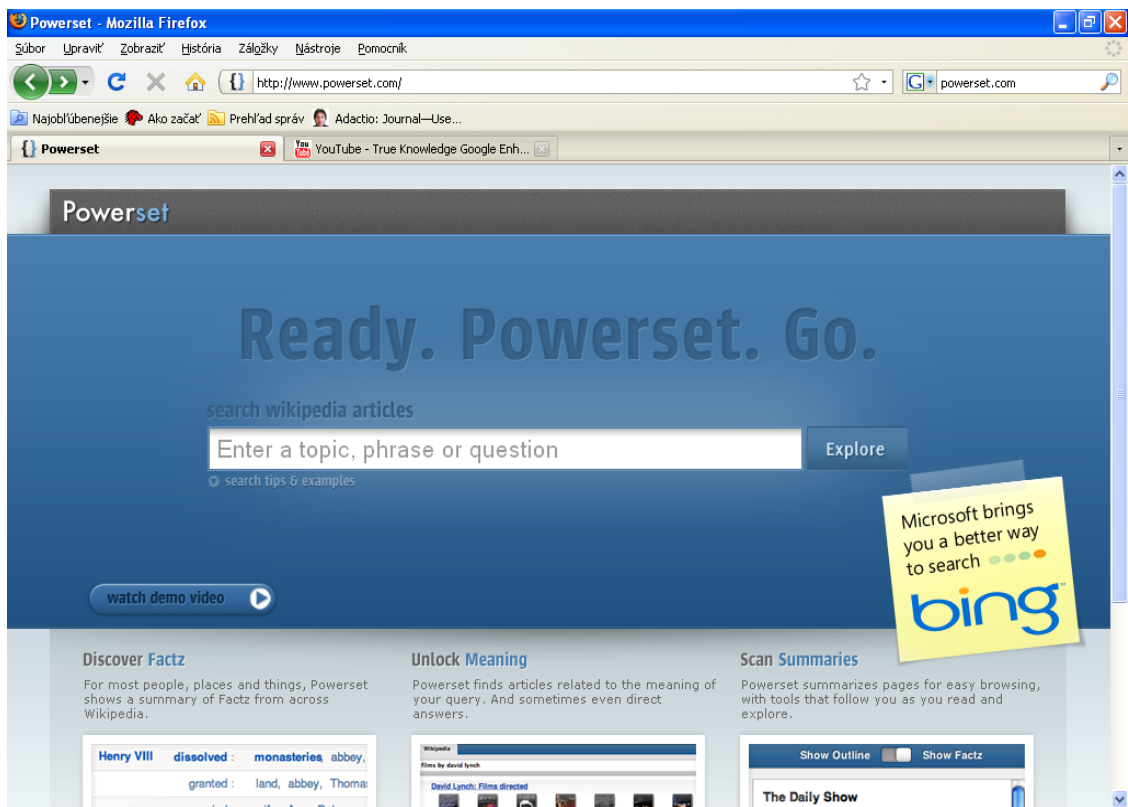 Powerset - Mozilla Firefox
Súbor Upraviť Zobraziť História Záložky Nástroje Pomocník
http://www.powerset.com/ G powerset.com
Najobľúbenejšie Ako začať Prehľad správ Adactio: Journal—Use...
Powerset You Tube YouTube - True Knowledge Google Enh...
Powerset
Ready. Powerset. Go.
search wikipedia articles
Enter a topic, phrase or question Explore
search tips & examples
Microsoft brings
you a better way
to search
bing
watch demo video
Discover Factz
For most people, places and things, Powerset
shows a summary of Factz from across
Wikipedia.
Unlock Meaning
Powerset finds articles related to the meaning of
your query. And sometimes even direct
answers.
Scan Summaries
Powerset summarizes pages for easy browsing,
with tools that follow you as you read and
explore.
Henry VIII dissolved : monasteries, abbey,
granted : land, abbey, Thomas
Wikipedia
films by david lynch
David Lynch: Films directed
Show Outline Show Factz
The Daily Show